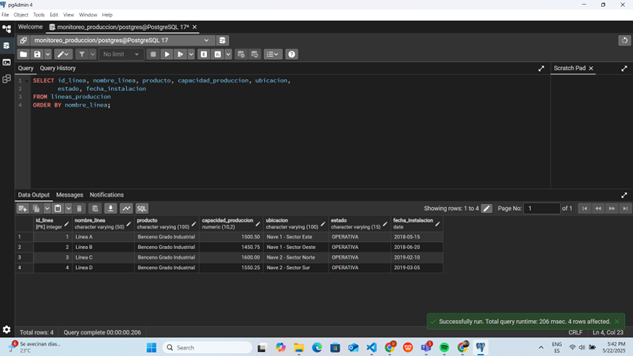 pgAdmin 4
File Object Tools Edit View Window Help
Welcome monitoreo_produccion/postgres@PostgreSQL 17* ×
monitoreo_produccion/postgres@PostgreSQL 17
No limit
Query Query History Scratch Pad ×
1 SELECT id_linea, nombre_linea, producto, capacidad_produccion, ubicacion,
2 estado, fecha_instalacion
3 FROM lineas_produccion
4 ORDER BY nombre_linea;
Data Output Messages Notifications
SQL Showing rows: 1 to 4 Page No: 1 of 1
id_linea nombre_linea producto capacidad_produccion ubicacion estado fecha_instalacion
[PK] integer character varying (50) character varying (100) numeric (10,2) character varying (100) character varying (15) date
1 1 Línea A Benceno Grado Industrial 1500.50 Nave 1 - Sector Este OPERATIVA 2018-05-15
2 2 Línea B Benceno Grado Industrial 1450.75 Nave 1 - Sector Oeste OPERATIVA 2018-06-20
3 3 Línea C Benceno Grado Industrial 1600.00 Nave 2 - Sector Norte OPERATIVA 2019-02-10
4 4 Línea D Benceno Grado Industrial 1550.25 Nave 2 - Sector Sur OPERATIVA 2019-03-05
Successfully run. Total query runtime: 206 msec. 4 rows affected. ×
Total rows: 4 Query complete 00:00:00.206 CRLF Ln 4, Col 23
Se avecinan días...
23°C
Search
ENG
ES
5:42 PM
5/22/2025